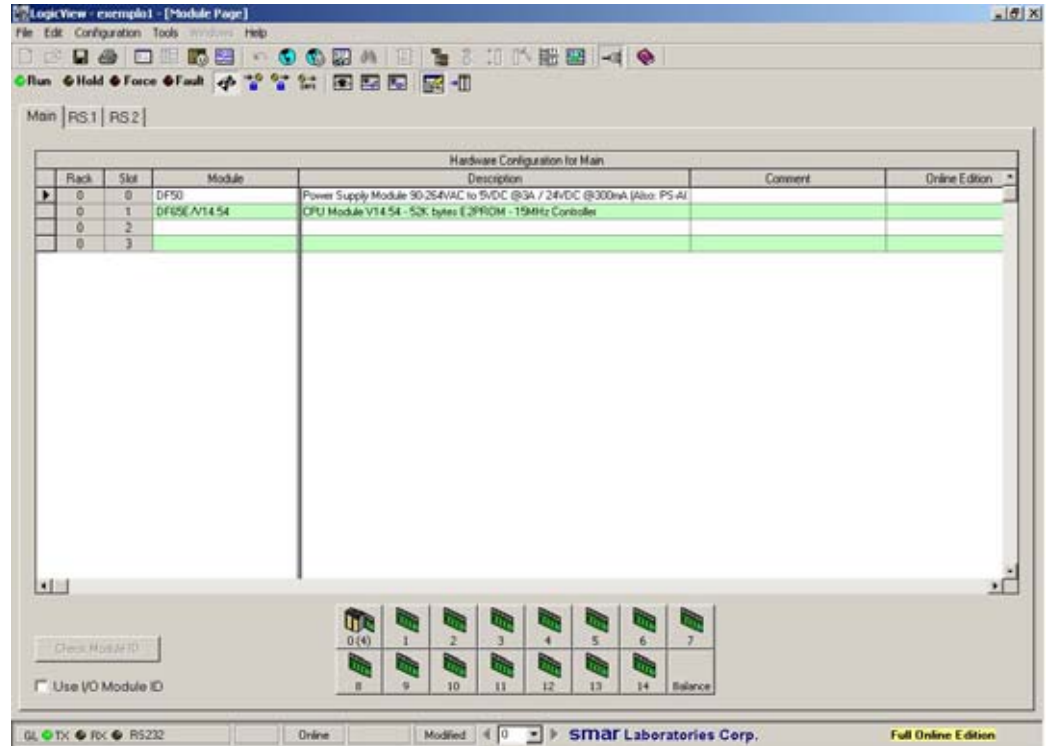 LogicView - exemplo1 - [Module Page]
File Edit Configuration Tools Windows Help
Run Hold Force Fault
Main RS.1 RS.2
Hardware Configuration for Main
Rack Slot Module Description Comment Online Edition
0 0 DF50 Power Supply Module 90-264VAC to 5VDC @3A / 24VDC @300mA (Also: PS-A
0 1 DF65E/V14.54 CPU Module V14.54 - 52K bytes E2PROM - 15MHz Controller
0 2
0 3
0 (4) 1 2 3 4 5 6 7
Check Module ID
8 9 10 11 12 13 14 Balance
Use I/O Module ID
GL TX RX RS232 Online Modified 0 smar Laboratories Corp. Full Online Edition